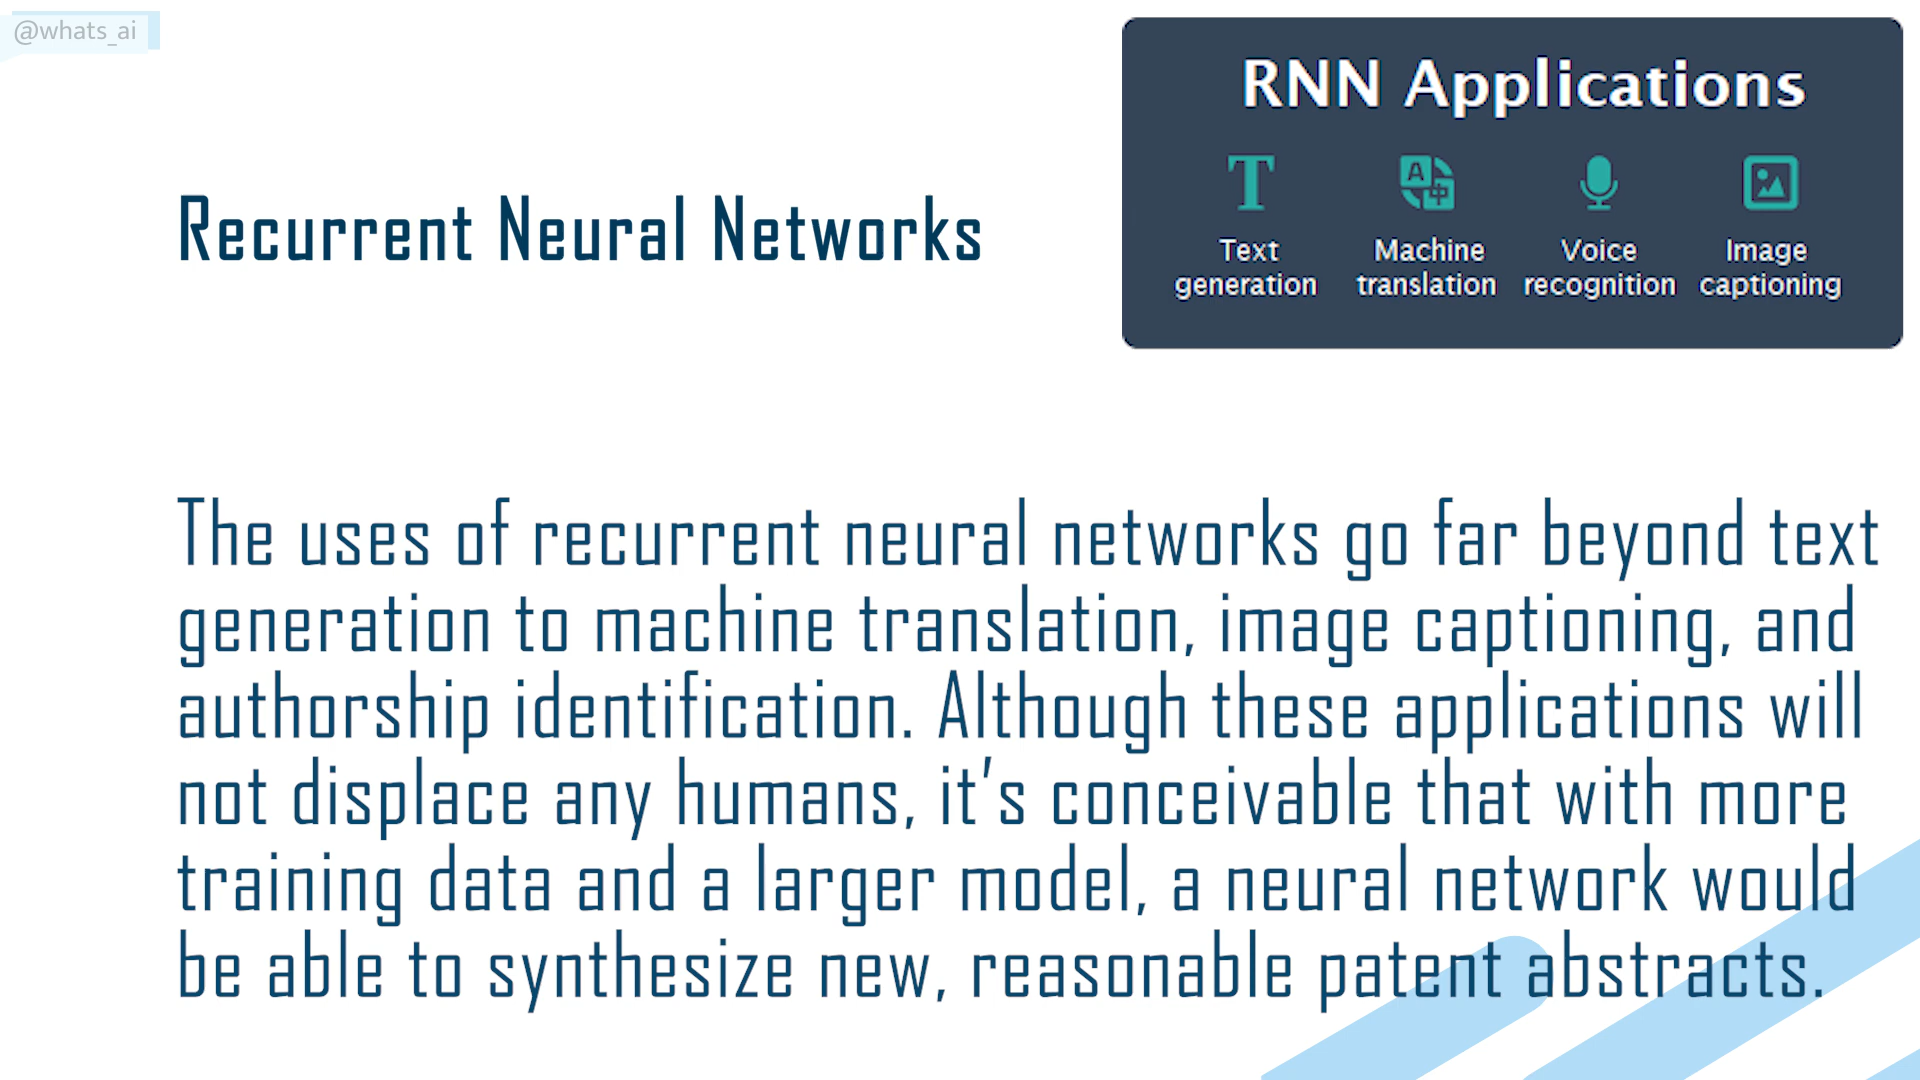 @whats_ai
RNN Applications
Text generation
Machine translation
Voice recognition
Image captioning
Recurrent Neural Networks
The uses of recurrent neural networks go far beyond text
generation to machine translation, image captioning, and
authorship identification. Although these applications will
not displace any humans, it's conceivable that with more
training data and a larger model, a neural network would
be able to synthesize new, reasonable patent abstracts.